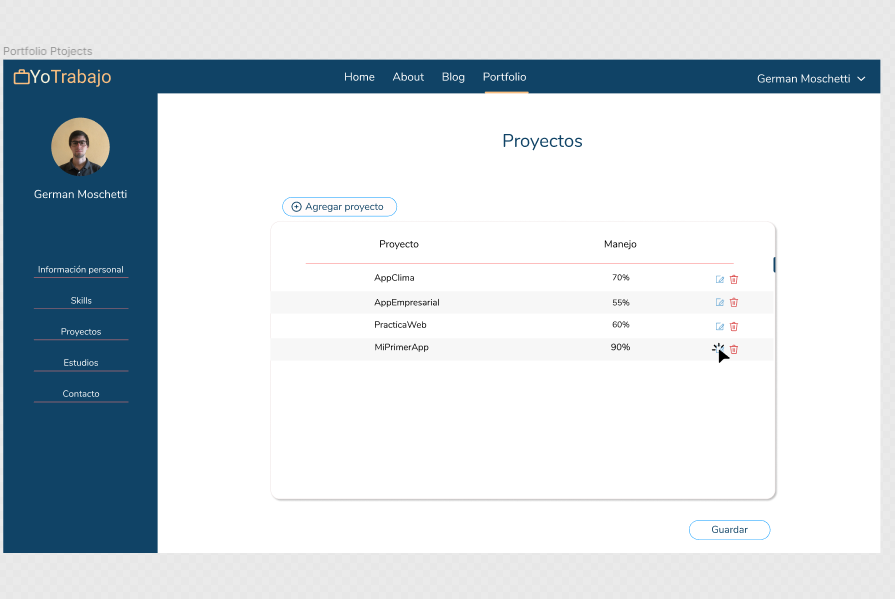 Portfolio Ptojects
YoTrabajo
Home About Blog Portfolio
German Moschetti
German Moschetti
Información personal
Skills
Proyectos
Estudios
Contacto
Proyectos
Agregar proyecto
Proyecto Manejo
AppClima 70%
AppEmpresarial 55%
PracticaWeb 60%
MiPrimerApp 90%
Guardar